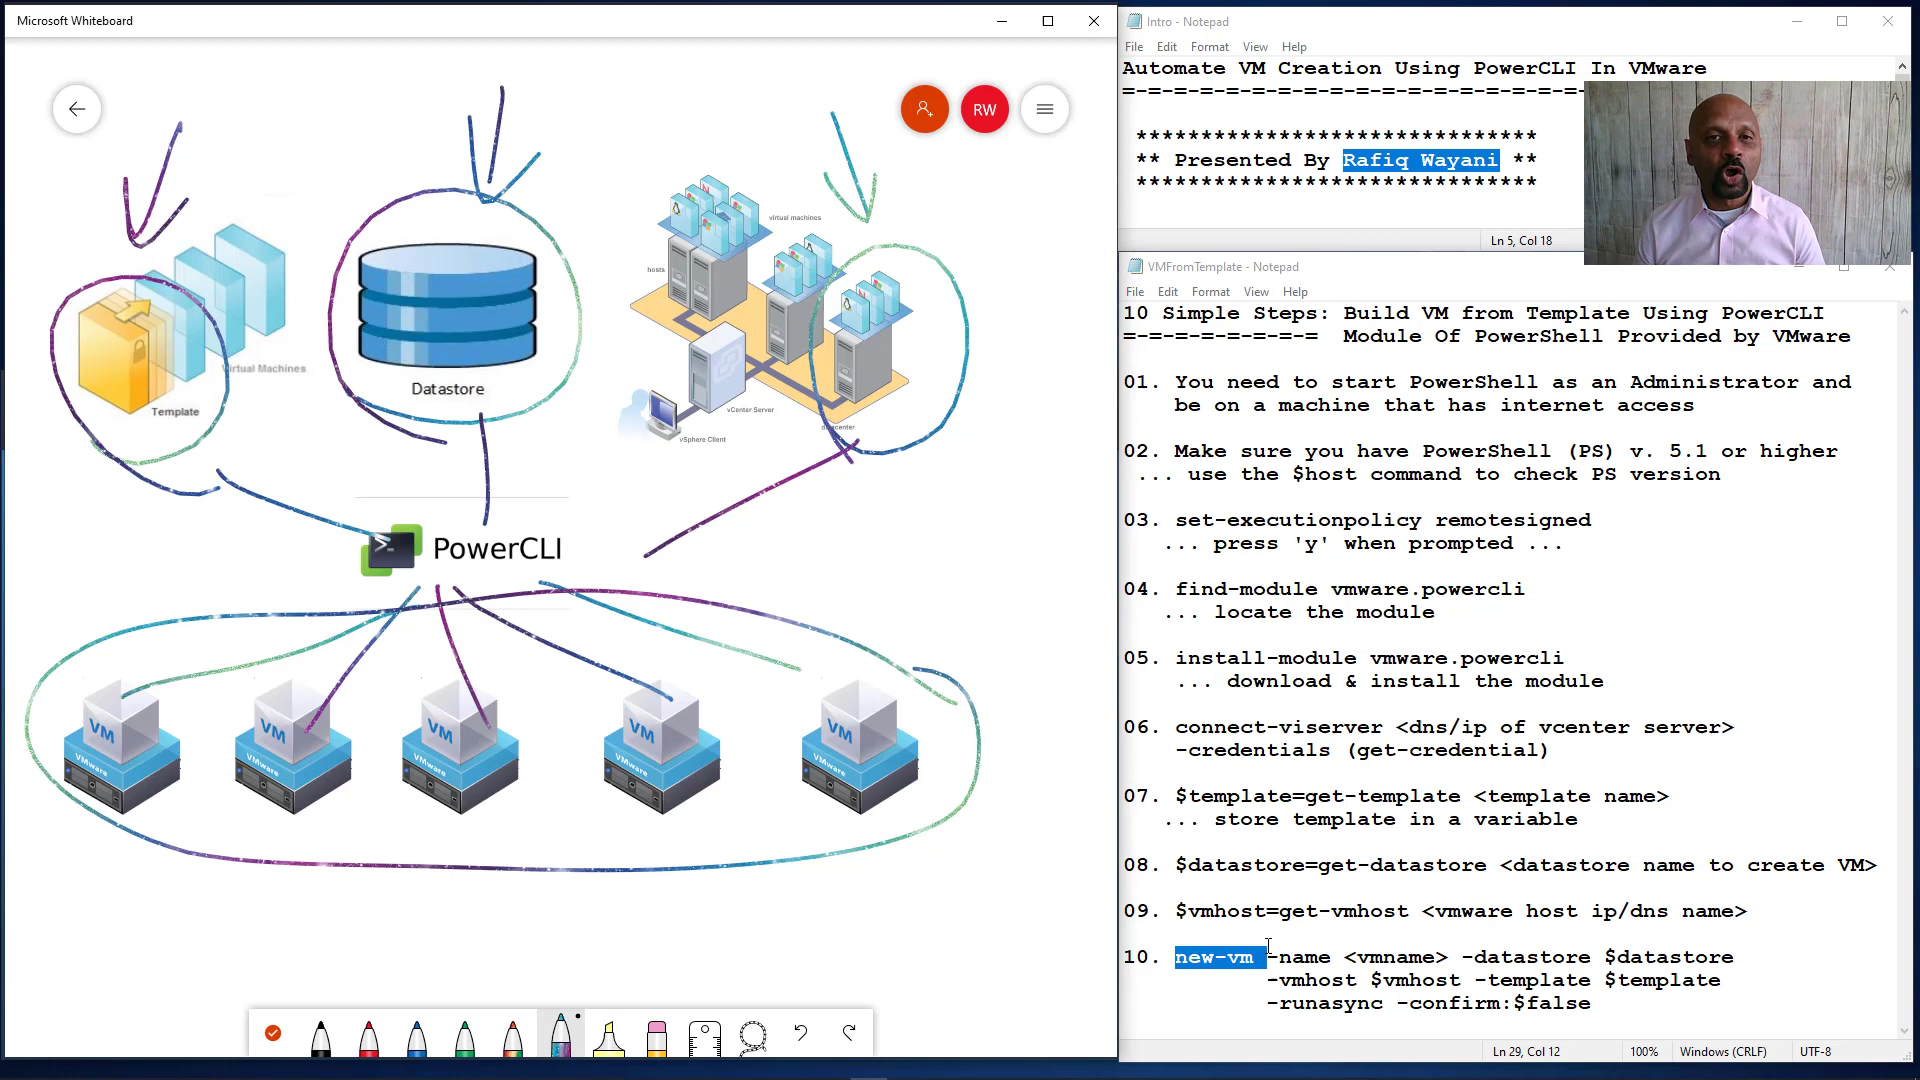 Microsoft Whiteboard
RW
virtual machines
hosts
vCenter Server
vSphere Client
Virtual Machines
Template
Datastore
PowerCLI
VM
VMware
VM
VMware
VM
VMware
VM
VMware
VM
VMware
Intro - Notepad
File Edit Format View Help
Automate VM Creation Using PowerCLI In VMware
=-=-=-=-=-=-=-=-=-=-=-=-=-=-=-=-=-=-
*******************************
** Presented By Rafiq Wayani **
*******************************
Ln 5, Col 18
VMFromTemplate - Notepad
File Edit Format View Help
10 Simple Steps: Build VM from Template Using PowerCLI
=-=-=-=-=-=-=-= Module Of PowerShell Provided by VMware
01. You need to start PowerShell as an Administrator and
be on a machine that has internet access
02. Make sure you have PowerShell (PS) v. 5.1 or higher
... use the $host command to check PS version
03. set-executionpolicy remotesigned
... press 'y' when prompted ...
04. find-module vmware.powercli
... locate the module
05. install-module vmware.powercli
... download & install the module
06. connect-viserver <dns/ip of vcenter server>
-credentials (get-credential)
07. $template=get-template <template name>
... store template in a variable
08. $datastore=get-datastore <datastore name to create VM>
09. $vmhost=get-vmhost <vmware host ip/dns name>
10. new-vm -name <vmname> -datastore $datastore
-vmhost $vmhost -template $template
-runasync -confirm:$false
Ln 29, Col 12 100% Windows (CRLF) UTF-8